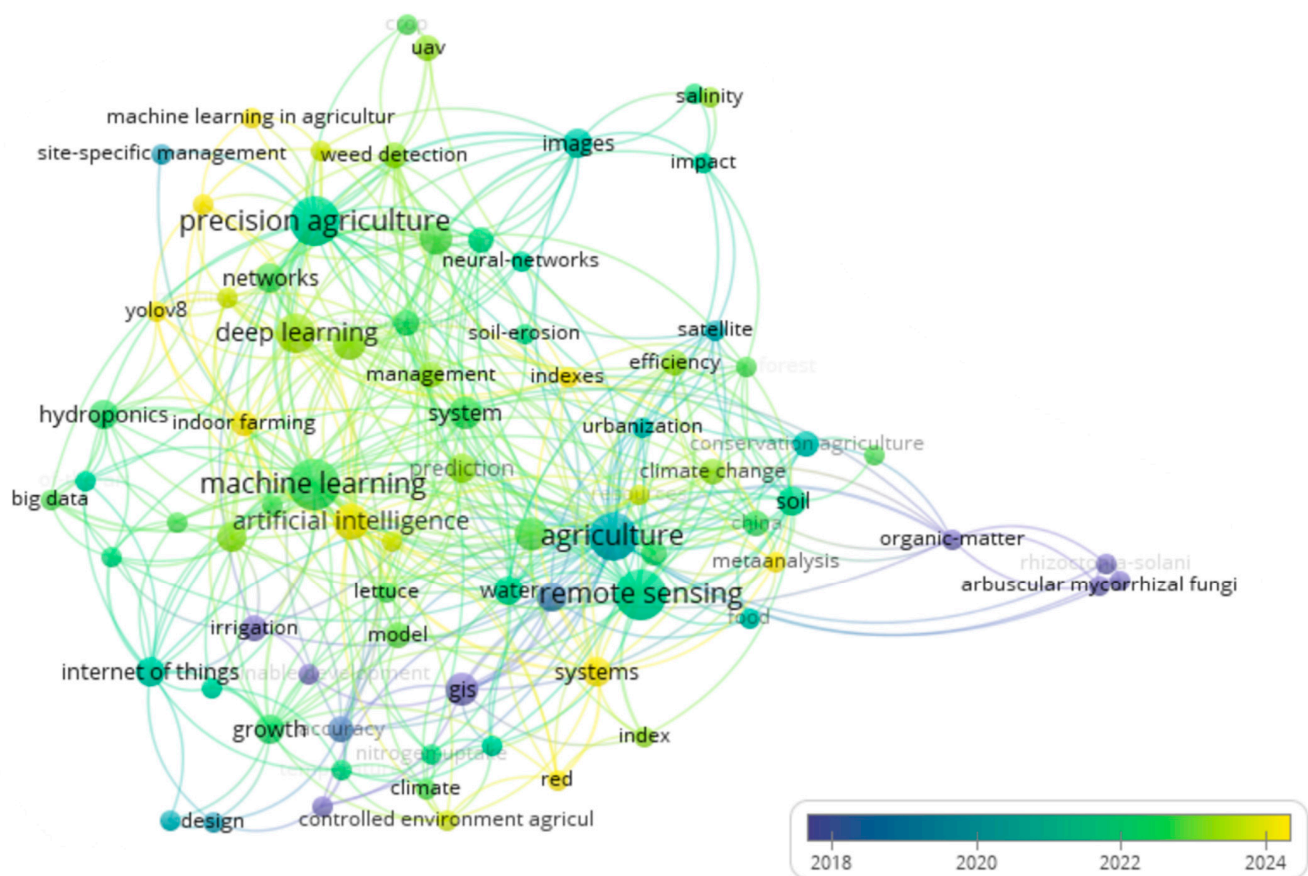 crop
uav
salinity
machine learning in agricultur
images
site-specific management
weed detection
impact
precision agriculture
neural-networks
networks
yolov8
deep learning
soil-erosion
satellite
efficiency
forest
management
indexes
hydroponics
indoor farming
system
urbanization
conservation agriculture
prediction
climate change
machine learning
big data
resources
soil
artificial intelligence
china
agriculture
organic-matter
metaanalysis
rhizoctonia-solani
arbuscular mycorrhizal fungi
lettuce
water
remote sensing
food
irrigation
model
internet of things
systems
gis
growth
accuracy
index
nitrogen uptake
climate
red
design
controlled environment agricul
2018
2020
2022
2024